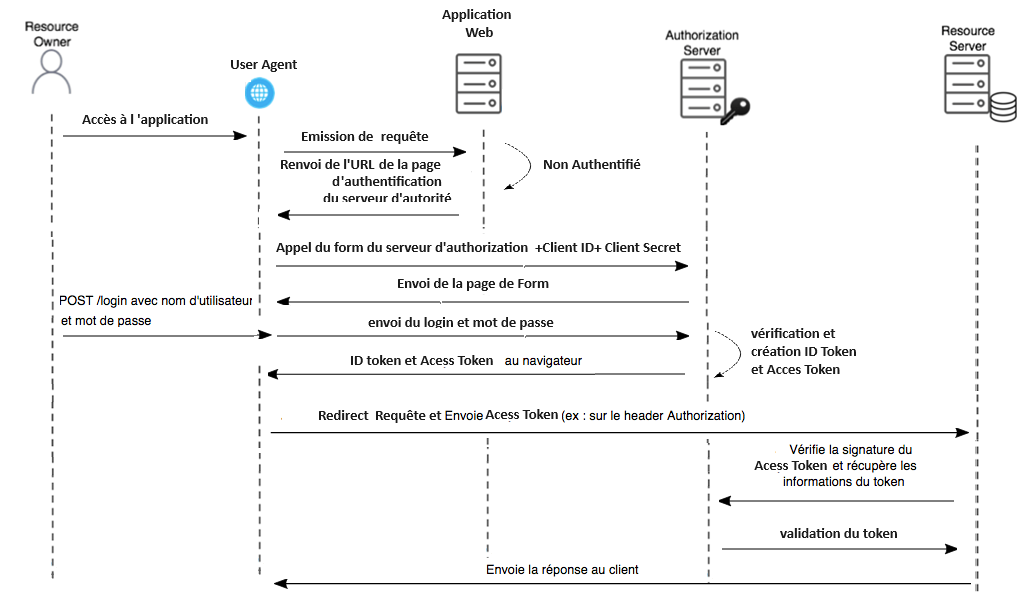 Resource
Owner
User Agent
Application
Web
Authorization
Server
Resource
Server
Accès à l 'application
Emission de requête
Renvoi de l'URL de la page
d'authentification
du serveur d'autorité
Non Authentifié
Appel du form du serveur d'authorization +Client ID+ Client Secret
Envoi de la page de Form
POST /login avec nom d'utilisateur
et mot de passe
envoi du login et mot de passe
vérification et
création ID Token
et Acces Token
ID token et Acess Token au navigateur
Redirect Requête et Envoie Acess Token (ex : sur le header Authorization)
Vérifie la signature du
Acess Token et récupère les
informations du token
validation du token
Envoie la réponse au client